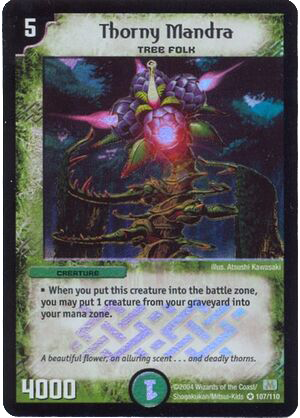 5
Thorny Mandra
TREE FOLK
Illus. Atsushi Kawasaki
CREATURE
▪ When you put this creature into the battle zone,
you may put 1 creature from your graveyard into
your mana zone.
A beautiful flower, an alluring scent . . . and deadly thorns.
4000
1
©2004 Wizards of the Coast/
Shogakukan/Mitsui-Kids ✪ 107/110